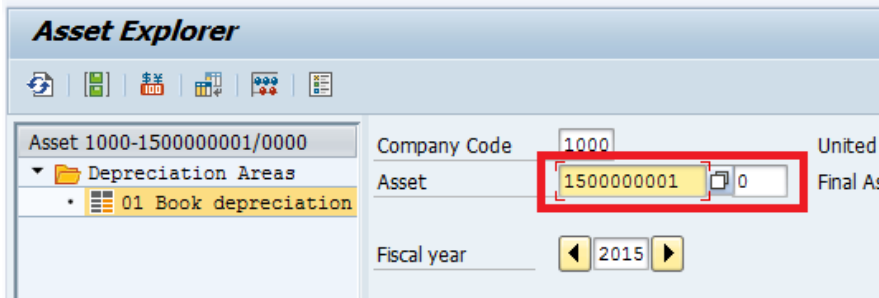 Asset Explorer
Asset 1000-1500000001/0000
Depreciation Areas
01 Book depreciation
Company Code 1000 United
Asset 1500000001 0 Final As
Fiscal year 2015